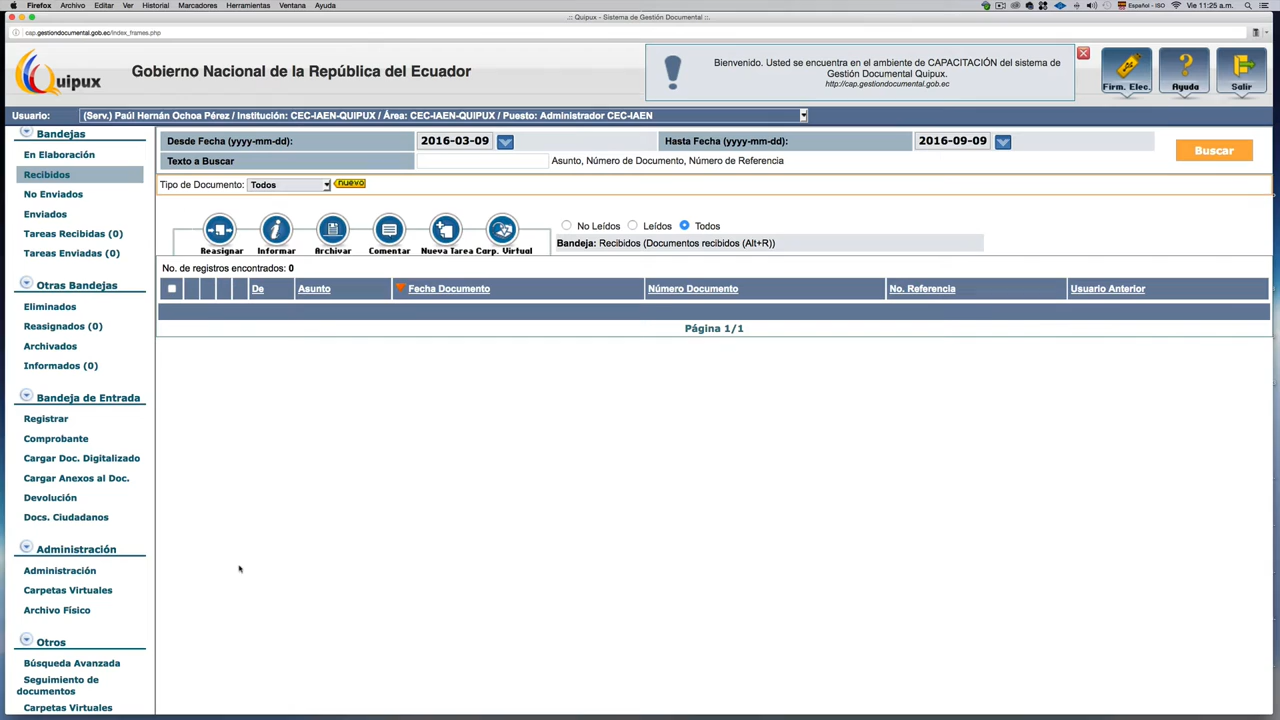 Firefox Archivo Editar Ver Historial Marcadores Herramientas Ventana Ayuda Español - ISO Vie 11:25 a.m.
.:: Quipux - Sistema de Gestión Documental ::.
cap.gestiondocumental.gob.ec/index_frames.php
Quipux Gobierno Nacional de la República del Ecuador
Bienvenido. Usted se encuentra en el ambiente de CAPACITACIÓN del sistema de
Gestión Documental Quipux.
http://cap.gestiondocumental.gob.ec
Firm. Elec. Ayuda Salir
Usuario: (Serv.) Paúl Hernán Ochoa Pérez / Institución: CEC-IAEN-QUIPUX / Área: CEC-IAEN-QUIPUX / Puesto: Administrador CEC-IAEN
Bandejas
En Elaboración
Recibidos
No Enviados
Enviados
Tareas Recibidas (0)
Tareas Enviadas (0)
Otras Bandejas
Eliminados
Reasignados (0)
Archivados
Informados (0)
Bandeja de Entrada
Registrar
Comprobante
Cargar Doc. Digitalizado
Cargar Anexos al Doc.
Devolución
Docs. Ciudadanos
Administración
Administración
Carpetas Virtuales
Archivo Físico
Otros
Búsqueda Avanzada
Seguimiento de
documentos
Carpetas Virtuales
Desde Fecha (yyyy-mm-dd): 2016-03-09 Hasta Fecha (yyyy-mm-dd): 2016-09-09
Texto a Buscar Asunto, Número de Documento, Número de Referencia
Buscar
Tipo de Documento: Todos nuevo
Reasignar Informar Archivar Comentar Nueva Tarea Carp. Virtual
No Leídos Leídos Todos
Bandeja: Recibidos (Documentos recibidos (Alt+R))
No. de registros encontrados: 0
De Asunto Fecha Documento Número Documento No. Referencia Usuario Anterior
Página 1/1